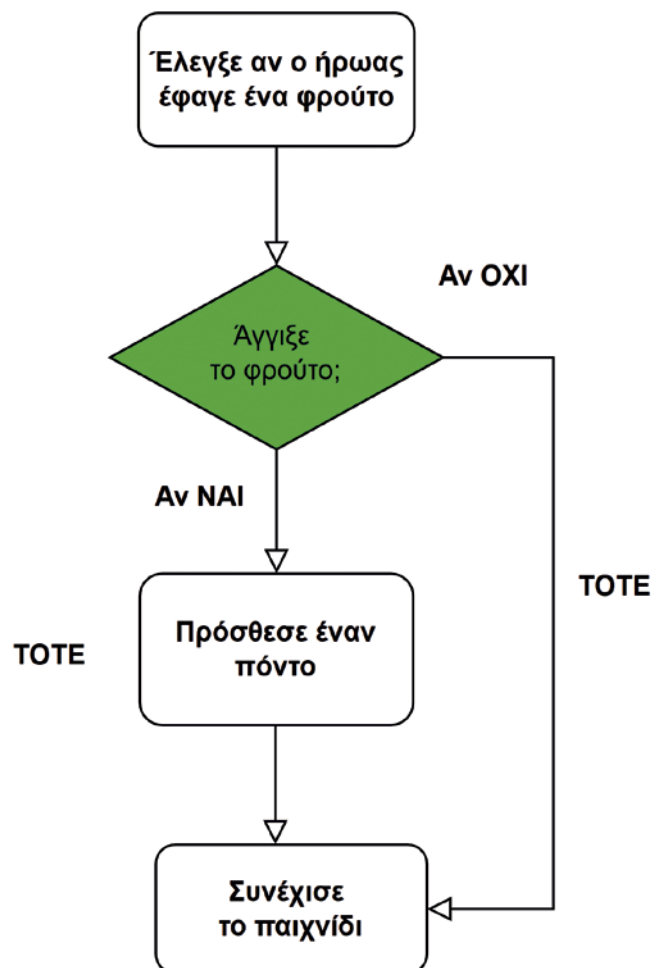 Έλεγξε αν ο ήρωας
έφαγε ένα φρούτο
Αν ΟΧΙ
Άγγιξε
το φρούτο;
Αν ΝΑΙ
ΤΟΤΕ
Πρόσθεσε έναν
πόντο
ΤΟΤΕ
Συνέχισε
το παιχνίδι